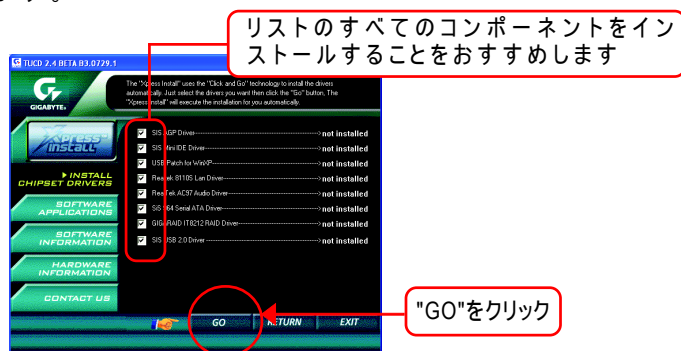 リストのすべてのコンポーネントをイン
ストールすることをおすすめします
TUCD 2.4 BETA B3.0729.1
GIGABYTE
The "Xpress Install" uses the "Click and Go" technology to install the drivers
automatically. Just select the drivers you want then click the "Go" button, The
"Xpress Install" will execute the installation for you automatically.
Xpress
INSTALL
SiS AGP Driver not installed
SiS Mini IDE Driver not installed
USB Patch for WinXP not installed
Realtek 8110S Lan Driver not installed
RealTek AC97 Audio Driver not installed
SiS 964 Serial ATA Driver not installed
GIGARAID IT8212 RAID Driver not installed
SiS USB 2.0 Driver not installed
INSTALL
CHIPSET DRIVERS
SOFTWARE
APPLICATIONS
SOFTWARE
INFORMATION
HARDWARE
INFORMATION
CONTACT US
GO RETURN EXIT
"GO"をクリック